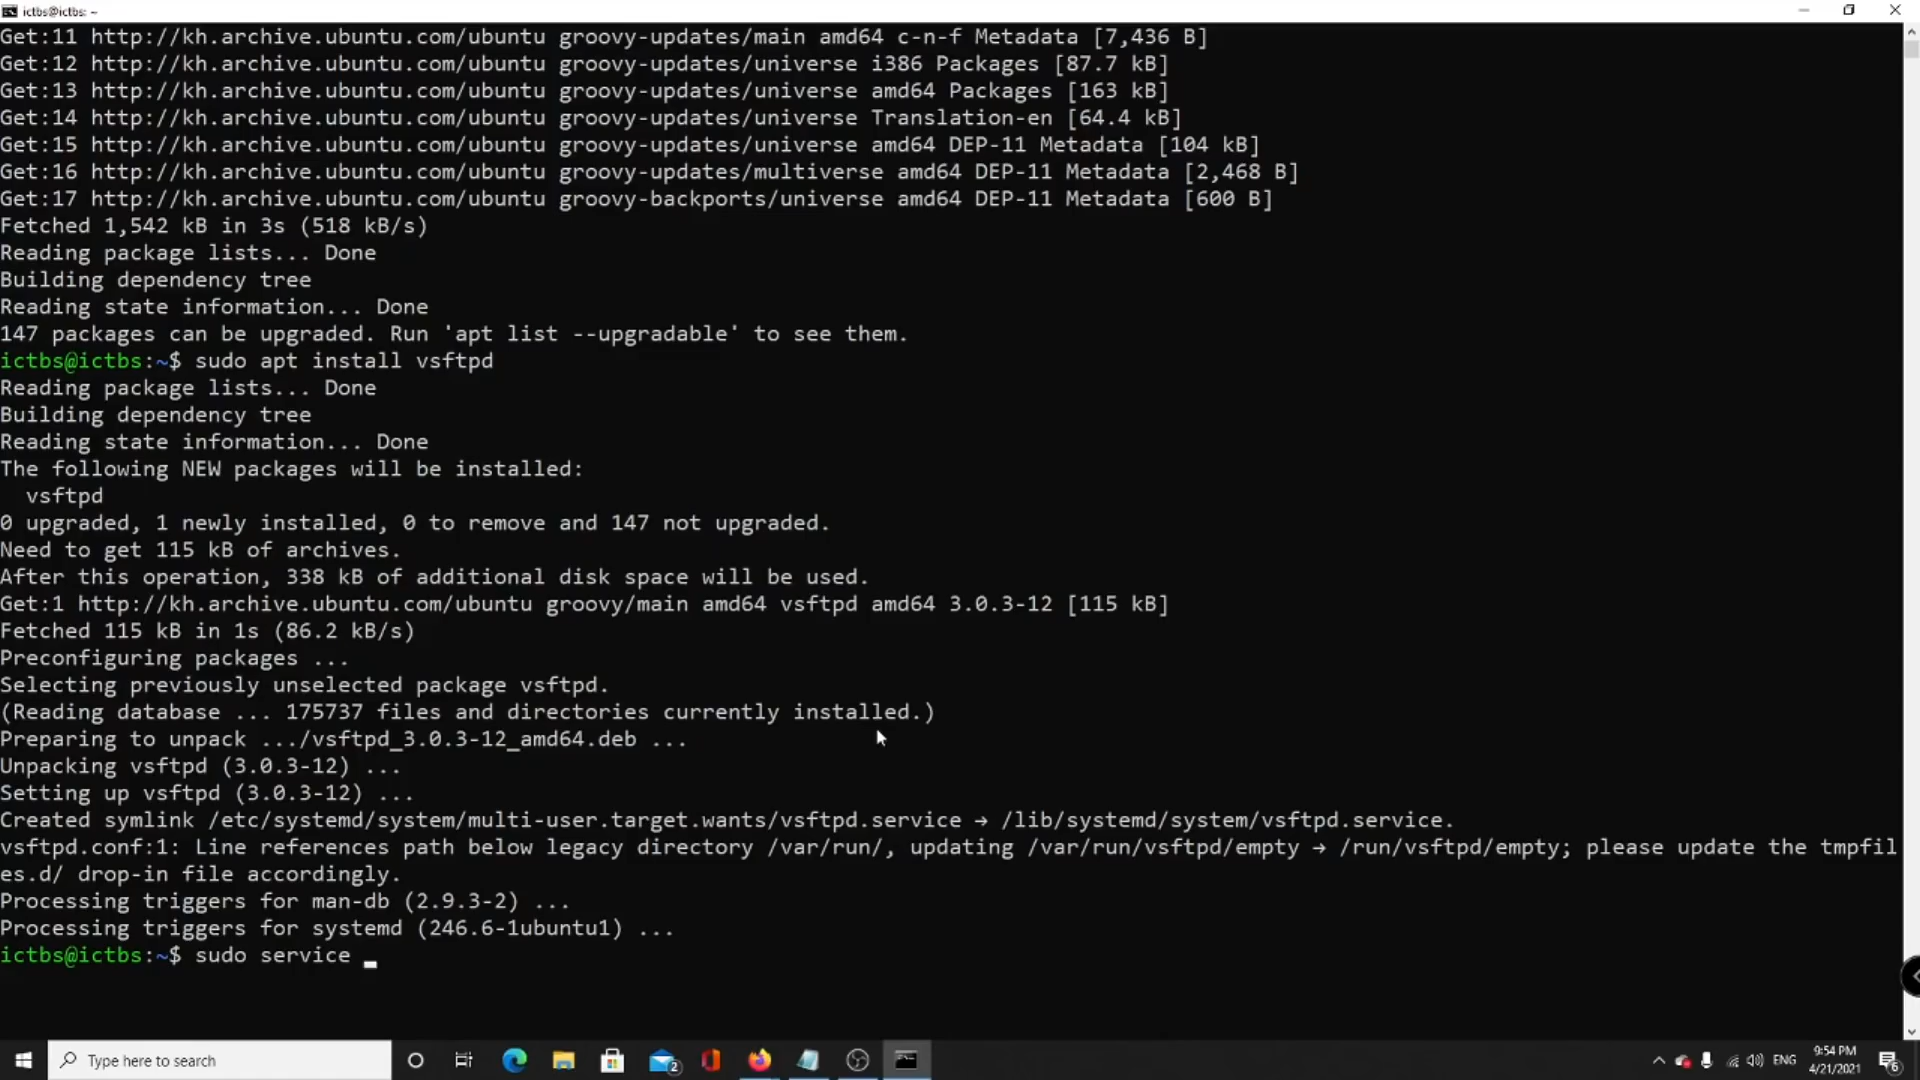 ictbs@ictbs: ~
Get:11 http://kh.archive.ubuntu.com/ubuntu groovy-updates/main amd64 c-n-f Metadata [7,436 B]
Get:12 http://kh.archive.ubuntu.com/ubuntu groovy-updates/universe i386 Packages [87.7 kB]
Get:13 http://kh.archive.ubuntu.com/ubuntu groovy-updates/universe amd64 Packages [163 kB]
Get:14 http://kh.archive.ubuntu.com/ubuntu groovy-updates/universe Translation-en [64.4 kB]
Get:15 http://kh.archive.ubuntu.com/ubuntu groovy-updates/universe amd64 DEP-11 Metadata [104 kB]
Get:16 http://kh.archive.ubuntu.com/ubuntu groovy-updates/multiverse amd64 DEP-11 Metadata [2,468 B]
Get:17 http://kh.archive.ubuntu.com/ubuntu groovy-backports/universe amd64 DEP-11 Metadata [600 B]
Fetched 1,542 kB in 3s (518 kB/s)
Reading package lists... Done
Building dependency tree
Reading state information... Done
147 packages can be upgraded. Run 'apt list --upgradable' to see them.
ictbs@ictbs:~$ sudo apt install vsftpd
Reading package lists... Done
Building dependency tree
Reading state information... Done
The following NEW packages will be installed:
  vsftpd
0 upgraded, 1 newly installed, 0 to remove and 147 not upgraded.
Need to get 115 kB of archives.
After this operation, 338 kB of additional disk space will be used.
Get:1 http://kh.archive.ubuntu.com/ubuntu groovy/main amd64 vsftpd amd64 3.0.3-12 [115 kB]
Fetched 115 kB in 1s (86.2 kB/s)
Preconfiguring packages ...
Selecting previously unselected package vsftpd.
(Reading database ... 175737 files and directories currently installed.)
Preparing to unpack .../vsftpd_3.0.3-12_amd64.deb ...
Unpacking vsftpd (3.0.3-12) ...
Setting up vsftpd (3.0.3-12) ...
Created symlink /etc/systemd/system/multi-user.target.wants/vsftpd.service → /lib/systemd/system/vsftpd.service.
vsftpd.conf:1: Line references path below legacy directory /var/run/, updating /var/run/vsftpd/empty → /run/vsftpd/empty; please update the tmpfil
es.d/ drop-in file accordingly.
Processing triggers for man-db (2.9.3-2) ...
Processing triggers for systemd (246.6-1ubuntu1) ...
ictbs@ictbs:~$ sudo service _
Type here to search
2
ENG
9:54 PM
4/21/2021
6